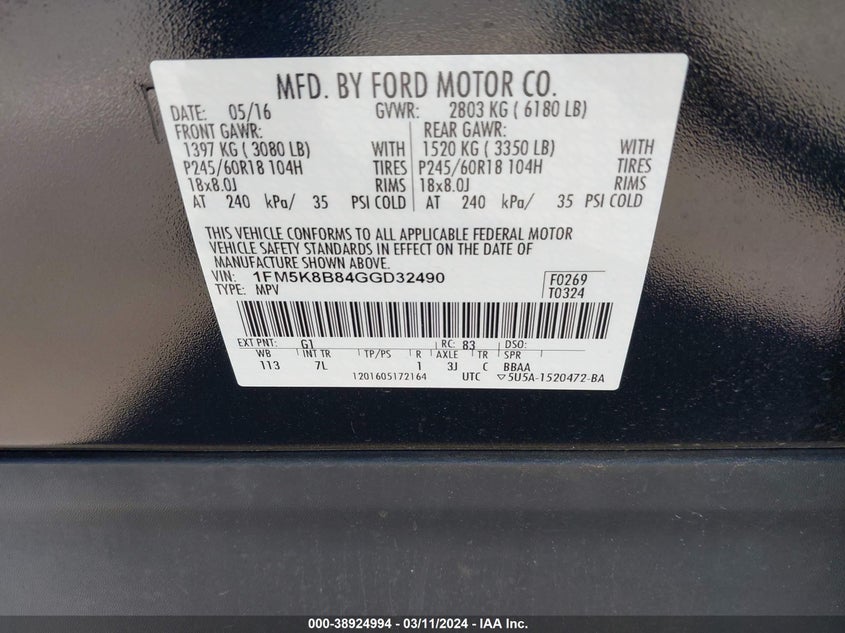 MFD. BY FORD MOTOR CO.
DATE: 05/16 GVWR: 2803 KG ( 6180 LB)
FRONT GAWR: REAR GAWR:
1397 KG ( 3080 LB) WITH 1520 KG ( 3350 LB) WITH
P245/60R18 104H TIRES P245/60R18 104H TIRES
18x8.0J RIMS 18x8.0J RIMS
AT 240 kPa/ 35 PSI COLD AT 240 kPa/ 35 PSI COLD
THIS VEHICLE CONFORMS TO ALL APPLICABLE FEDERAL MOTOR
VEHICLE SAFETY STANDARDS IN EFFECT ON THE DATE OF
MANUFACTURE SHOWN ABOVE.
VIN: 1FM5K8B84GGD32490 F0269
TYPE: MPV T0324
EXT PNT: G1 RC: 83 DSO:
WB INT TR TP/PS R AXLE TR SPR
113 7L 1 3J C BBAA
1201605172164 UTC ▽5U5A-1520472-BA
000-38924994 — 03/11/2024 — IAA Inc.